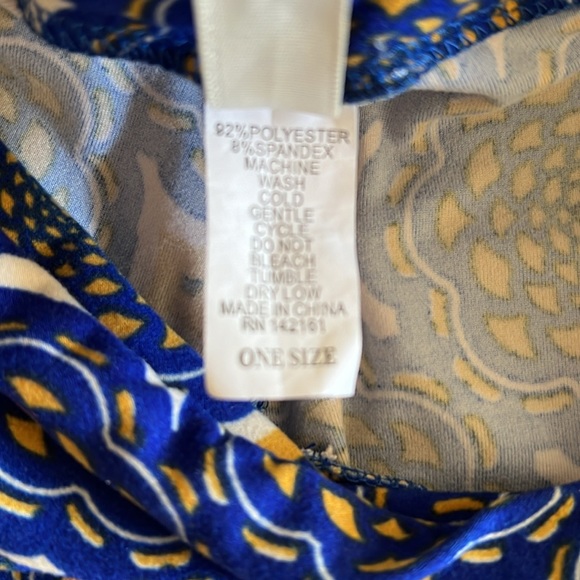 92%POLYESTER
8%SPANDEX
MACHINE
WASH
COLD
GENTLE
CYCLE
DO NOT
BLEACH
TUMBLE
DRY LOW
MADE IN CHINA
RN 142161
ONE SIZE